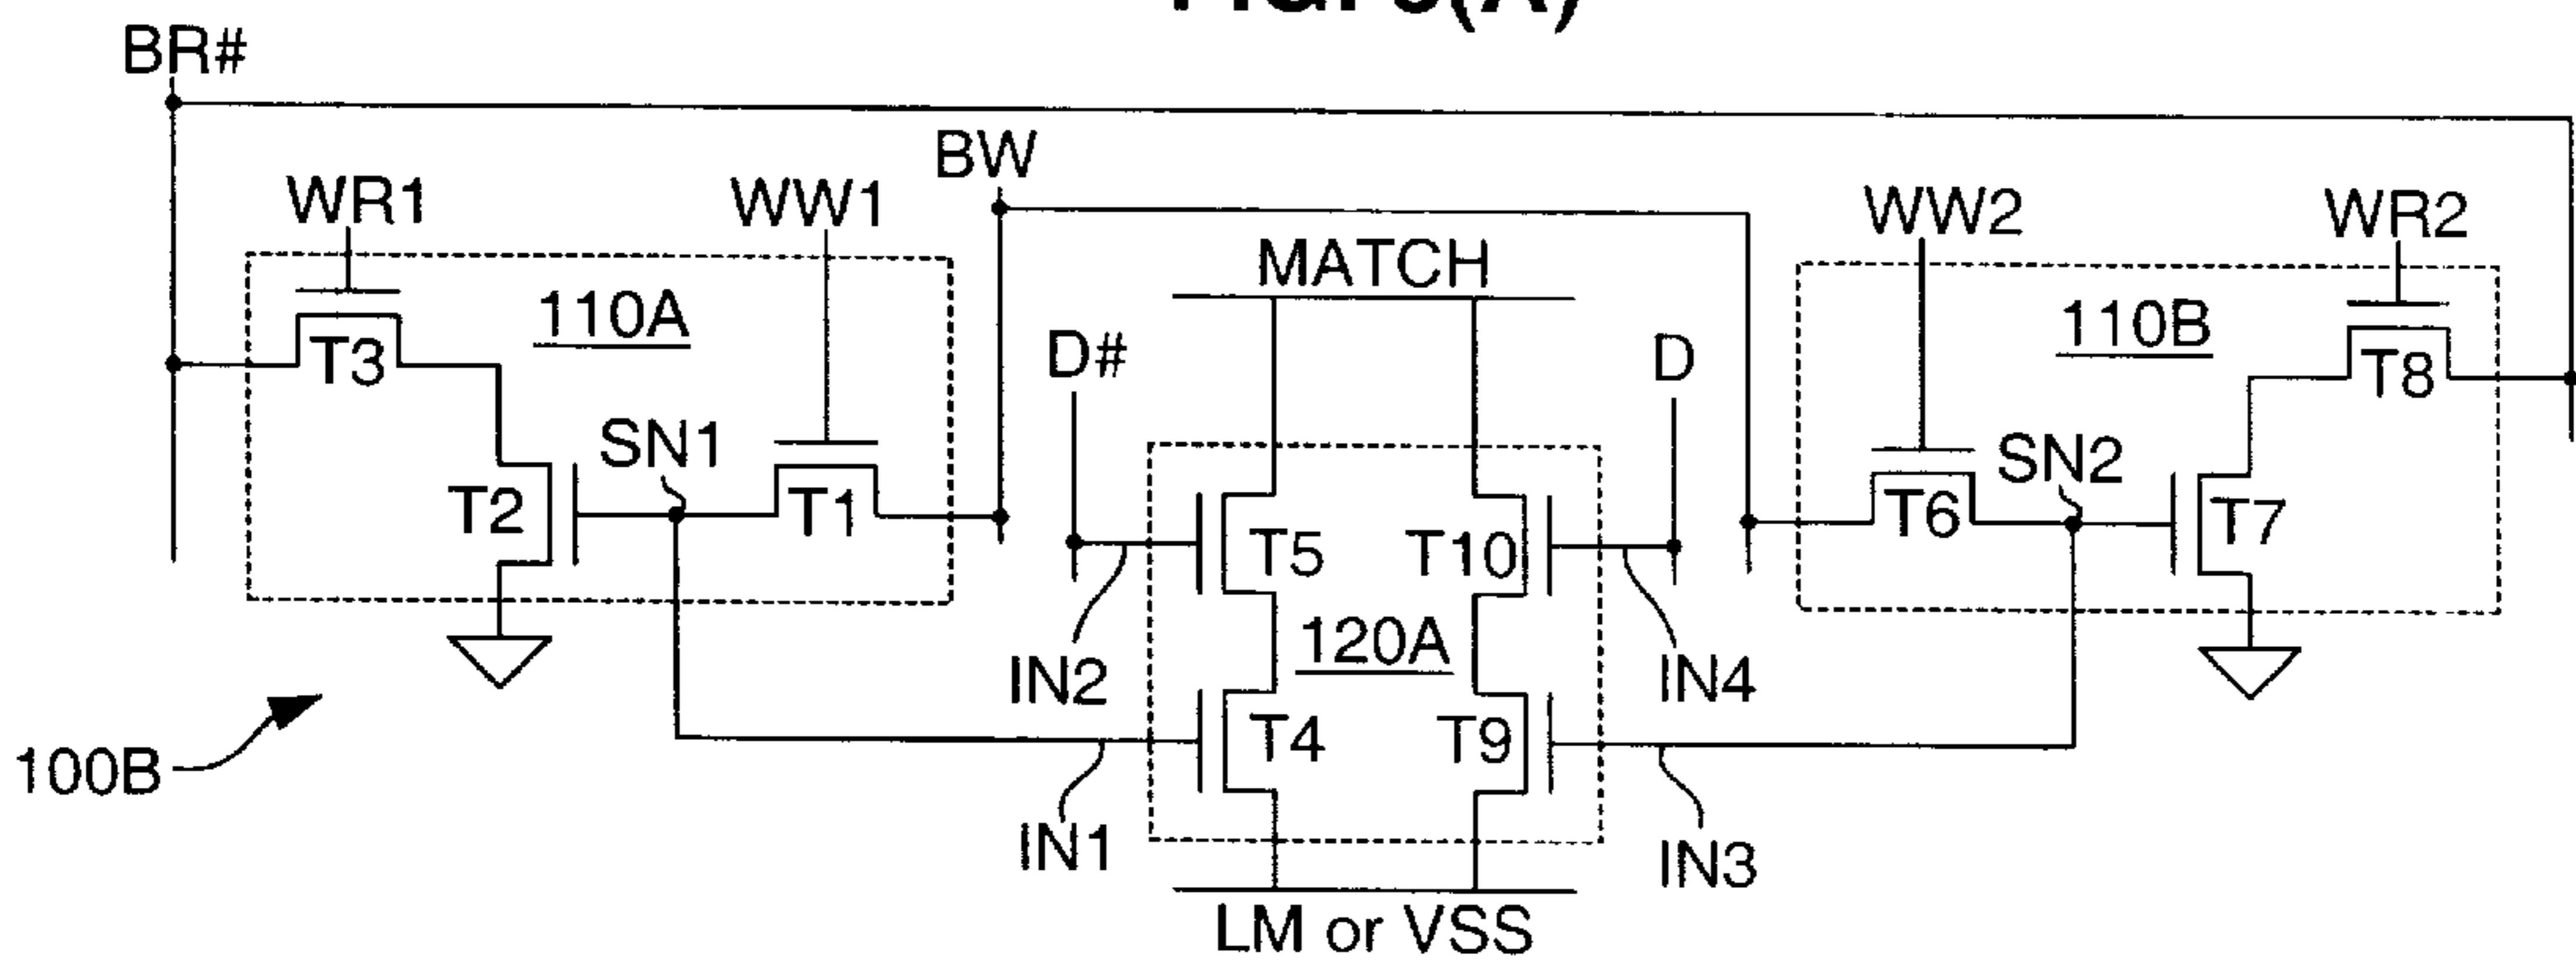 BR#
BW
WR1
WW1
WW2
WR2
MATCH
110A
110B
D#
D
T3
T8
SN1
SN2
T2
T1
T5
T10
T6
T7
120A
IN2
IN4
T4
T9
100B
IN1
IN3
LM or VSS